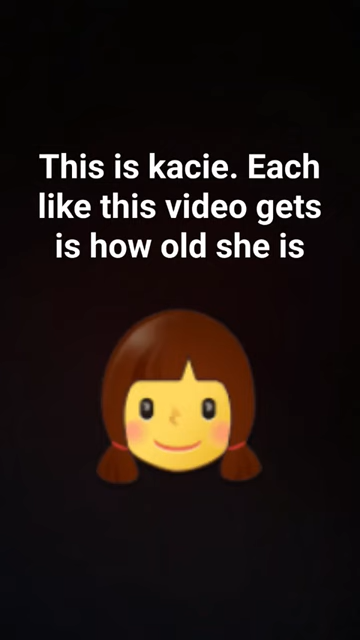 This is kacie. Each
like this video gets
is how old she is